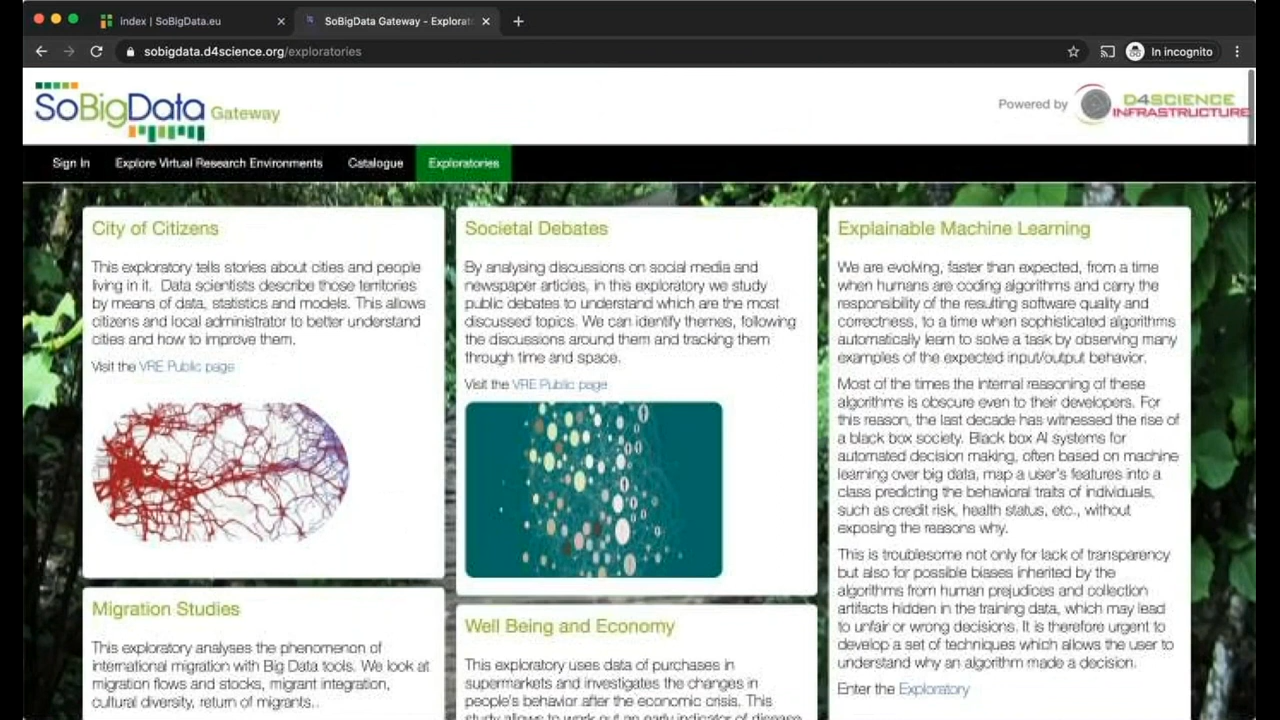 index | SoBigData.eu
SoBigData Gateway - Explorat
sobigdata.d4science.org/exploratories
In incognito
SoBigData Gateway
Powered by
D4SCIENCE
INFRASTRUCTURE
Sign In
Explore Virtual Research Environments
Catalogue
Exploratories
City of Citizens
This exploratory tells stories about cities and people
living in it. Data scientists describe those territories
by means of data, statistics and models. This allows
citizens and local administrator to better understand
cities and how to improve them.
Visit the VRE Public page
Migration Studies
This exploratory analyses the phenomenon of
international migration with Big Data tools. We look at
migration flows and stocks, migrant integration,
cultural diversity, return of migrants..
Societal Debates
By analysing discussions on social media and
newspaper articles, in this exploratory we study
public debates to understand which are the most
discussed topics. We can identify themes, following
the discussions around them and tracking them
through time and space.
Visit the VRE Public page
Well Being and Economy
This exploratory uses data of purchases in
supermarkets and investigates the changes in
people's behavior after the economic crisis. This
study allows to work out an early indicator of disease
Explainable Machine Learning
We are evolving, faster than expected, from a time
when humans are coding algorithms and carry the
responsibility of the resulting software quality and
correctness, to a time when sophisticated algorithms
automatically learn to solve a task by observing many
examples of the expected input/output behavior.
Most of the times the internal reasoning of these
algorithms is obscure even to their developers. For
this reason, the last decade has witnessed the rise of
a black box society. Black box AI systems for
automated decision making, often based on machine
learning over big data, map a user's features into a
class predicting the behavioral traits of individuals,
such as credit risk, health status, etc., without
exposing the reasons why.
This is troublesome not only for lack of transparency
but also for possible biases inherited by the
algorithms from human prejudices and collection
artifacts hidden in the training data, which may lead
to unfair or wrong decisions. It is therefore urgent to
develop a set of techniques which allows the user to
understand why an algorithm made a decision.
Enter the Exploratory